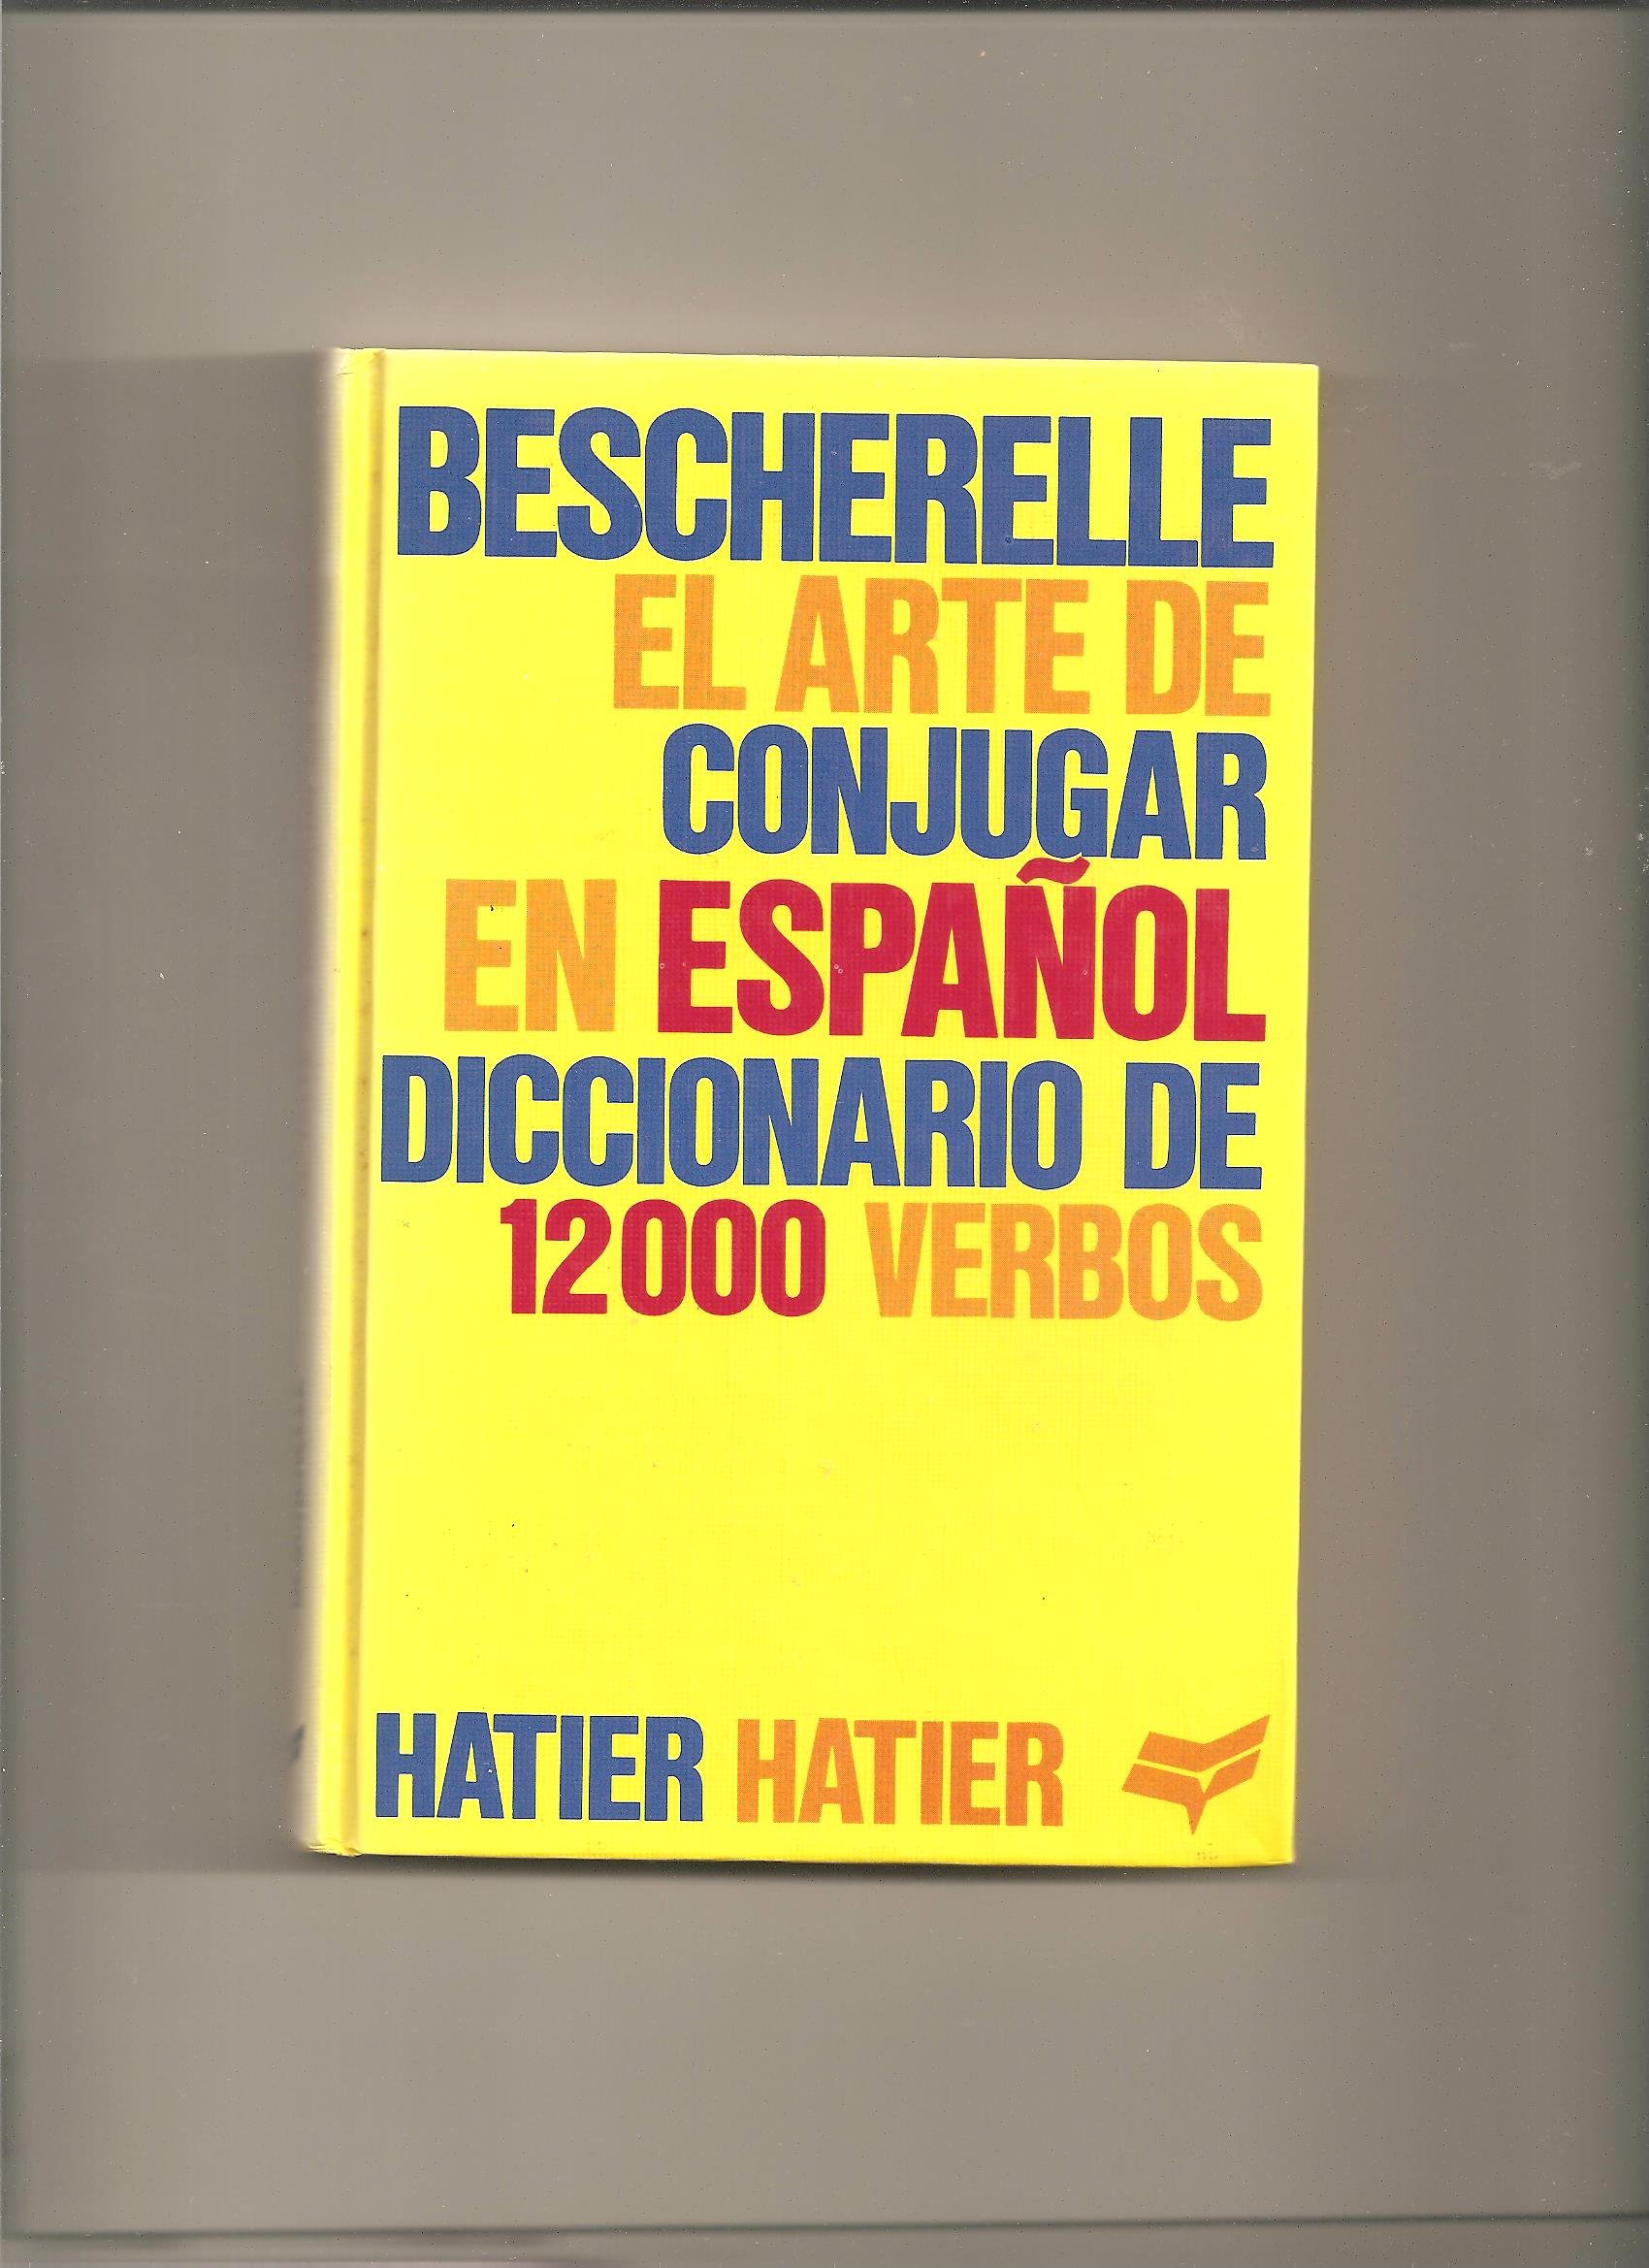 BESCHERELLE
EL ARTE DE
CONJUGAR
EN ESPAÑOL
DICCIONARIO DE
12000 VERBOS
HATIER HATIER